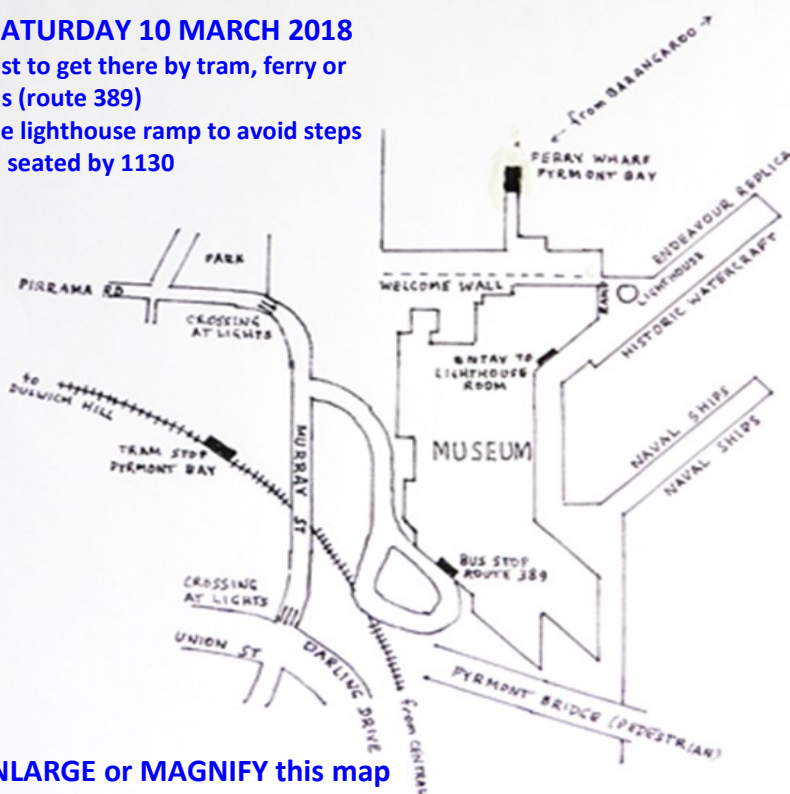 ATURDAY 10 MARCH 2018
st to get there by tram, ferry or
s (route 389)
e lighthouse ramp to avoid steps
seated by 1130
from BARANGAROO
FERRY WHARF
PYRMONT BAY
ENDEAVOUR REPLICA
LIGHTHOUSE
HISTORIC WATERCRAFT
PARK
PIRRAMA RD
WELCOME WALL
RAMP
CROSSING
AT LIGHTS
ENTRY TO
LIGHTHOUSE
ROOM
to
DULWICH HILL
MURRAY ST
MUSEUM
NAVAL SHIPS
NAVAL SHIPS
TRAM STOP
PYRMONT BAY
BUS STOP
ROUTE 389
CROSSING
AT LIGHTS
UNION ST
DARLING DRIVE
from CENTRAL
PYRMONT BRIDGE (PEDESTRIAN)
NLARGE or MAGNIFY this map